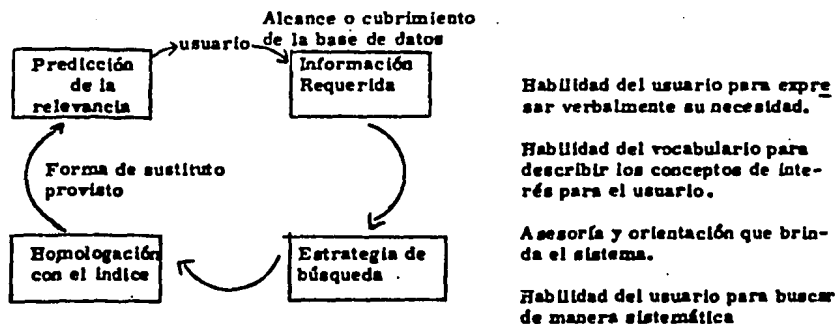 Alcance o cubrimiento
de la base de datos
usuario
Predicción
de la
relevancia
Información
Requerida
Forma de sustituto
provisto
Homologación
con el índice
Estrategia de
búsqueda
Habilidad del usuario para expre
sar verbalmente su necesidad.
Habilidad del vocabulario para
describir los conceptos de inte-
rés para el usuario.
Asesoría y orientación que brin-
da el sistema.
Habilidad del usuario para buscar
de manera sistemática